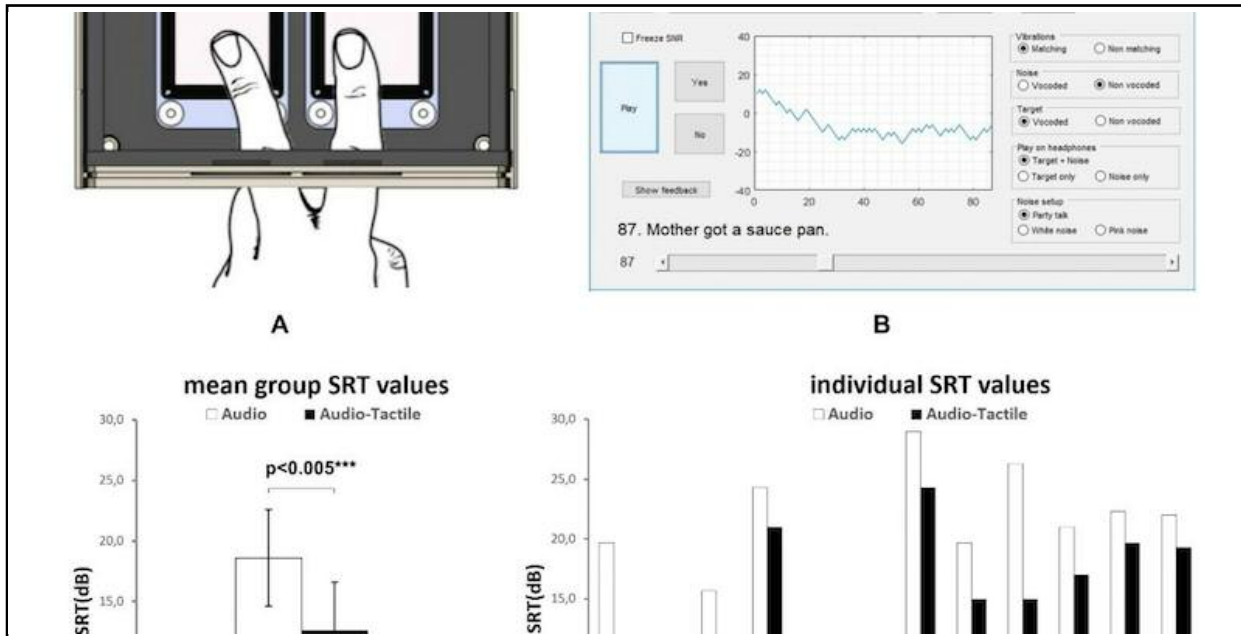 Freeze SNR
Play
Yes
No
Show feedback
40
20
0
-20
-40
0 20 40 60 80
Vibrations
Matching Non matching
Noise
Vocoded Non vocoded
Target
Vocoded Non vocoded
Play on headphones
Target + Noise
Target only Noise only
Noise setup
Party talk
White noise Pink noise
87. Mother got a sauce pan.
87
A
B
mean group SRT values
Audio Audio-Tactile
30,0
p<0.005***
25,0
20,0
15,0
SRT(dB)
individual SRT values
Audio Audio-Tactile
30,0
25,0
20,0
15,0
SRT(dB)